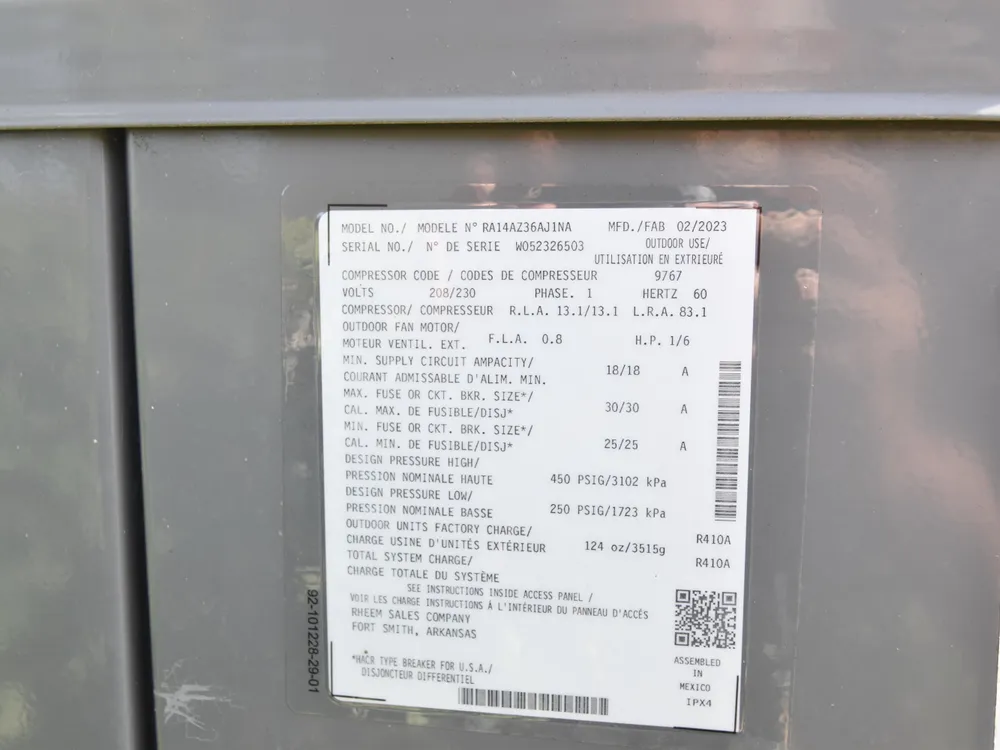 MODEL NO./ MODELE N° RA14AZ36AJ1NA MFD./FAB 02/2023
SERIAL NO./ N° DE SERIE W052326503 OUTDOOR USE/
UTILISATION EN EXTRIEURÉ
COMPRESSOR CODE / CODES DE COMPRESSEUR 9767
VOLTS 208/230 PHASE. 1 HERTZ 60
COMPRESSOR/ COMPRESSEUR R.L.A. 13.1/13.1 L.R.A. 83.1
OUTDOOR FAN MOTOR/
MOTEUR VENTIL. EXT. F.L.A. 0.8 H.P. 1/6
MIN. SUPPLY CIRCUIT AMPACITY/
COURANT ADMISSABLE D'ALIM. MIN. 18/18 A
MAX. FUSE OR CKT. BKR. SIZE*/
CAL. MAX. DE FUSIBLE/DISJ* 30/30 A
MIN. FUSE OR CKT. BRK. SIZE*/
CAL. MIN. DE FUSIBLE/DISJ* 25/25 A
DESIGN PRESSURE HIGH/
PRESSION NOMINALE HAUTE 450 PSIG/3102 kPa
DESIGN PRESSURE LOW/
PRESSION NOMINALE BASSE 250 PSIG/1723 kPa
OUTDOOR UNITS FACTORY CHARGE/
CHARGE USINE D'UNITÉS EXTÉRIEUR 124 oz/3515g R410A
TOTAL SYSTEM CHARGE/ R410A
CHARGE TOTALE DU SYSTÈME
SEE INSTRUCTIONS INSIDE ACCESS PANEL /
VOIR LES CHARGE INSTRUCTIONS À L'INTÉRIEUR DU PANNEAU D'ACCÈS
RHEEM SALES COMPANY
FORT SMITH, ARKANSAS
*HACR TYPE BREAKER FOR U.S.A./
DISJONCTEUR DIFFERENTIEL
ASSEMBLED
IN
MEXICO
IPX4
92-101228-29-01